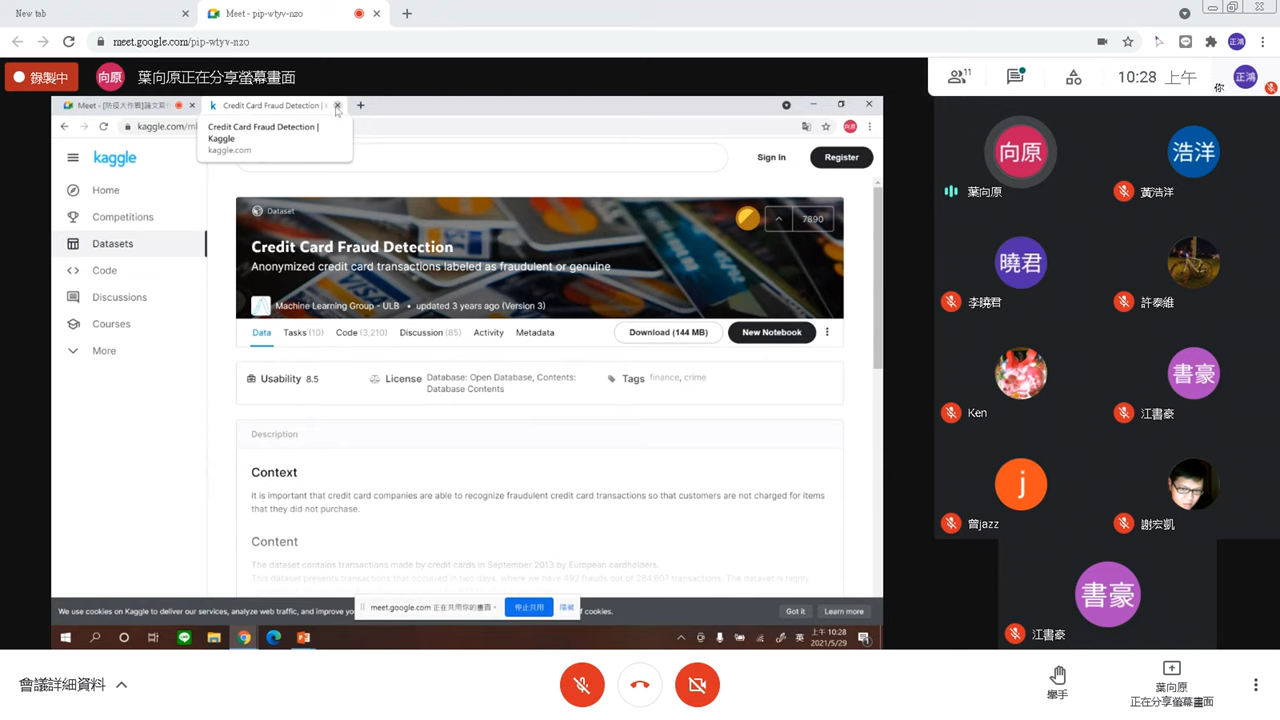 New tab
Meet - pip-wtyv-nzo
meet.google.com/pip-wtyv-nzo
正鴻
錄製中
向原
葉向原正在分享螢幕畫面
11
10:28 上午
你
正鴻
Credit Card Fraud Detection |
kaggle.com/m
Credit Card Fraud Detection |
Kaggle
kaggle.com
向原
kaggle
Sign In
Register
Home
Competitions
Datasets
Code
Discussions
Courses
More
Dataset
7890
Credit Card Fraud Detection
Anonymized credit card transactions labeled as fraudulent or genuine
Machine Learning Group - ULB • updated 3 years ago (Version 3)
Data
Tasks (10)
Code (3,210)
Discussion (85)
Activity
Metadata
Download (144 MB)
New Notebook
Usability 8.5
License
Database: Open Database, Contents:
Database Contents
Tags
finance, crime
Description
Context
It is important that credit card companies are able to recognize fraudulent credit card transactions so that customers are not charged for items
that they did not purchase.
Content
The dataset contains transactions made by credit cards in September 2013 by European cardholders.
This dataset presents transactions that occurred in two days, where we have 492 frauds out of 284,807 transactions. The dataset is highly
We use cookies on Kaggle to deliver our services, analyze web traffic, and improve yo
meet.google.com 正在共用你的畫面。
停止共用
隱藏
f cookies.
Got it
Learn more
英
上午 10:28
2021/5/29
1
向原
葉向原
浩洋
黃浩洋
曉君
李曉君
許泰維
Ken
書豪
江書豪
j
曾jazz
謝宏凱
書豪
江書豪
會議詳細資料
舉手
葉向原
正在分享螢幕畫面